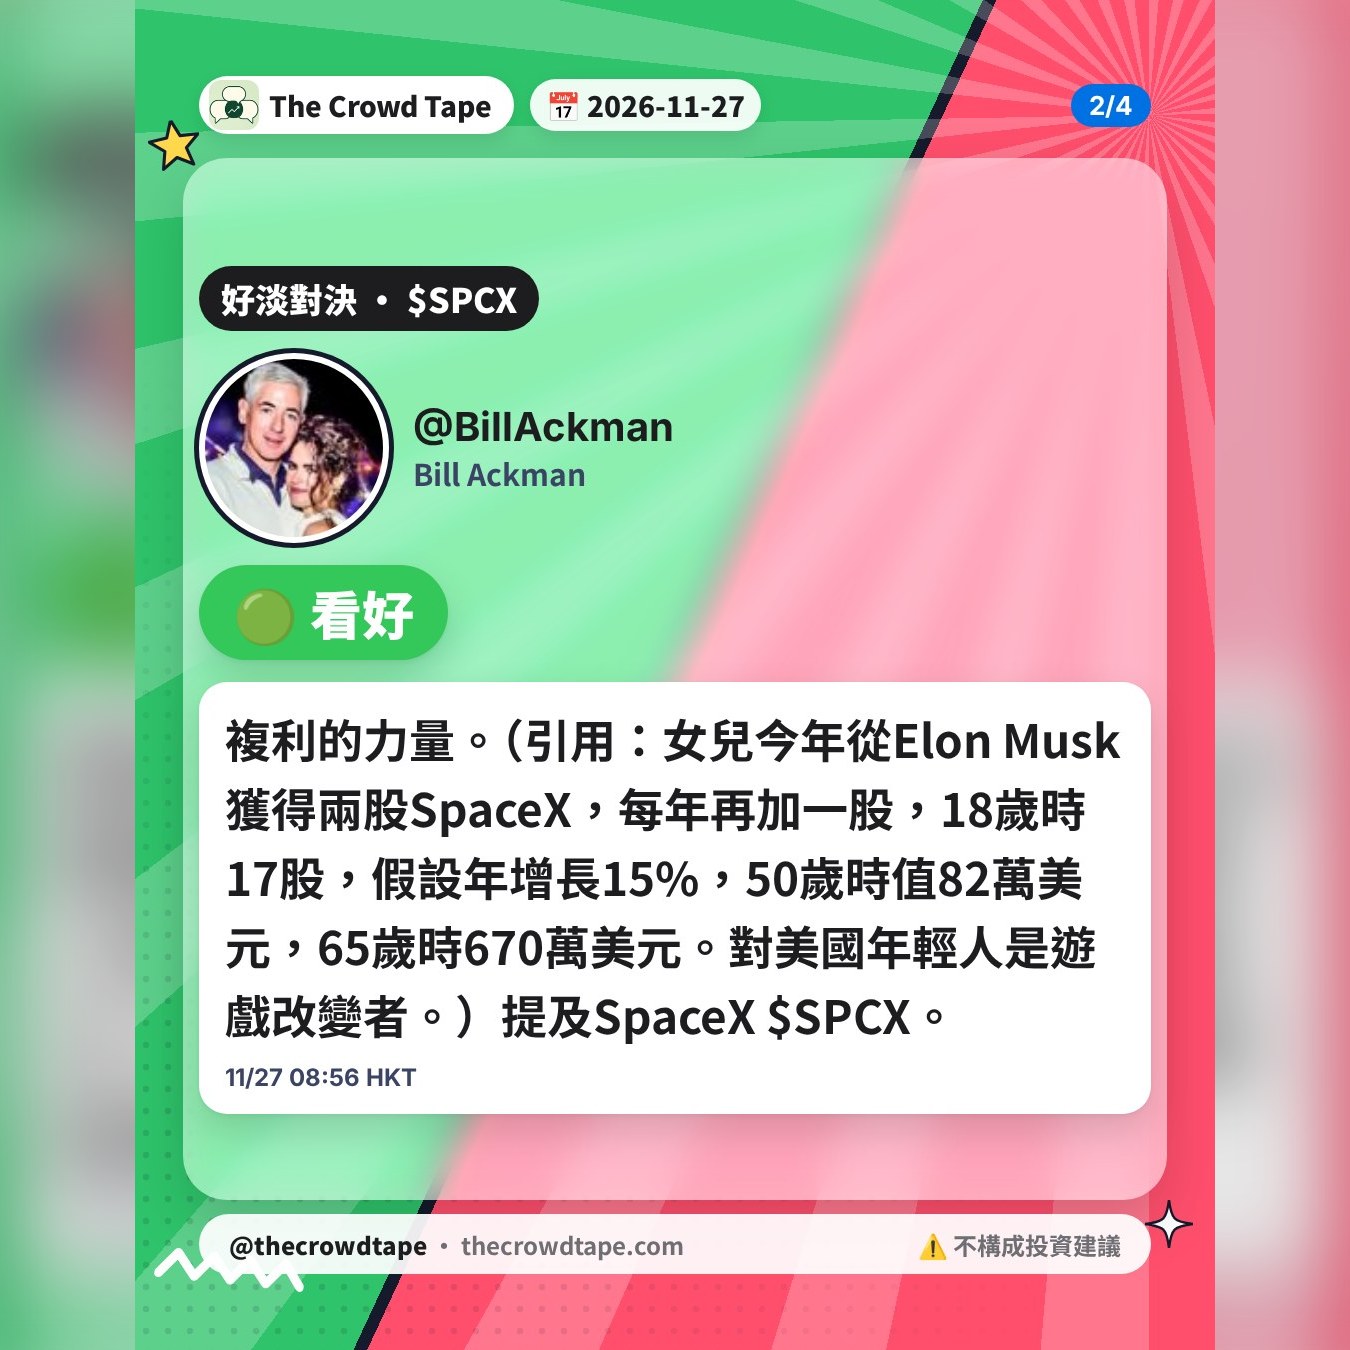 The Crowd Tape
July
17
2026-11-27
2/4
好淡對決 · $SPCX
@BillAckman
Bill Ackman
看好
複利的力量。（引用：女兒今年從Elon Musk
獲得兩股SpaceX，每年再加一股，18歲時
17股，假設年增長15%，50歲時值82萬美
元，65歲時670萬美元。對美國年輕人是遊
戲改變者。）提及SpaceX $SPCX。
11/27 08:56 HKT
@thecrowdtape · thecrowdtape.com
⚠️ 不構成投資建議